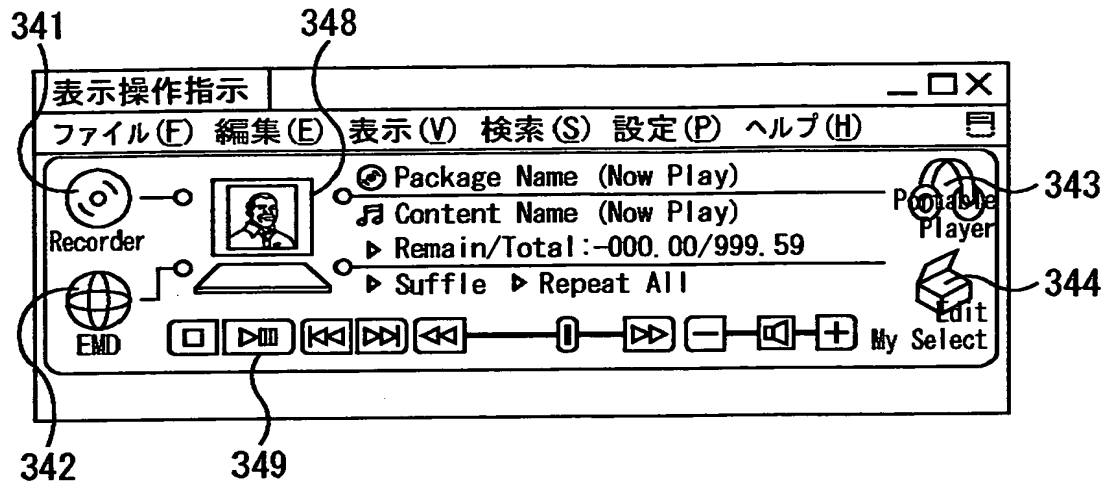 341
348
表示操作指示
ファイル(F) 編集(E) 表示(V) 検索(S) 設定(P) ヘルプ(H)
Package Name (Now Play)
343
Content Name (Now Play)
Portable
Player
Recorder
Remain/Total:-000.00/999.59
344
Suffle Repeat All
Edit
My Select
EMD
342
349